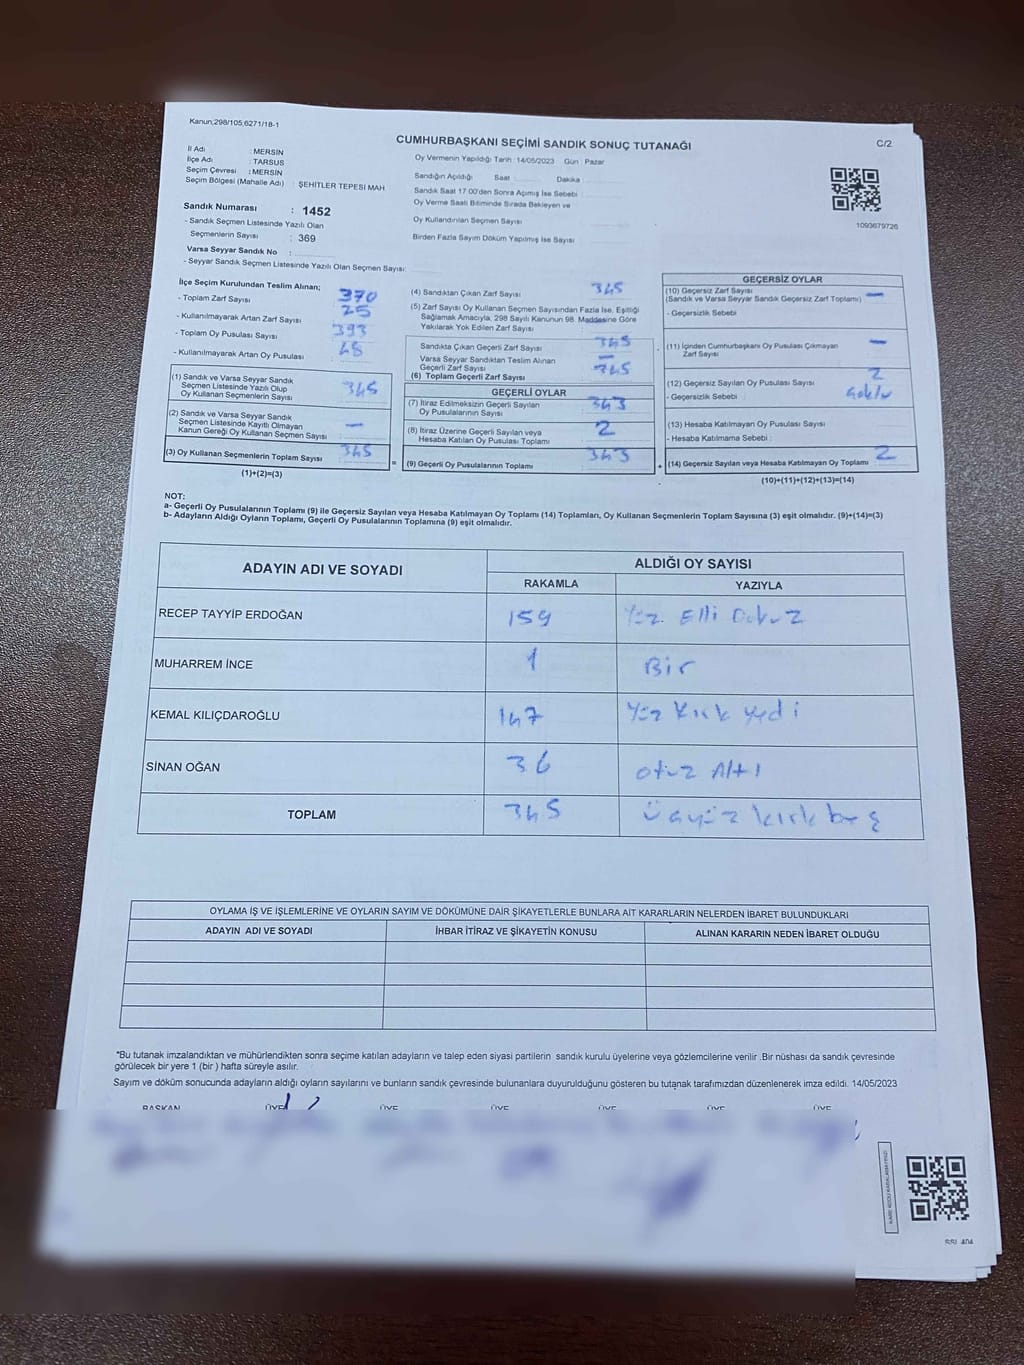 Kanun;298/105,6271/18-1
CUMHURBAŞKANI SEÇİMİ SANDIK SONUÇ TUTANAĞI
C/2
İl Adı : MERSİN
İlçe Adı : TARSUS
Seçim Çevresi : MERSİN
Seçim Bölgesi (Mahalle Adı) : ŞEHİTLER TEPESİ MAH
Sandık Numarası : 1452
- Sandık Seçmen Listesinde Yazılı Olan
Seçmenlerin Sayısı : 369
Varsa Seyyar Sandık No :
- Seyyar Sandık Seçmen Listesinde Yazılı Olan Seçmen Sayısı:
Oy Vermenin Yapıldığı Tarih :14/05/2023 Gün : Pazar
Sandığın Açıldığı Saat Dakika
Sandık Saat 17.00'den Sonra Açımış İse Sebebi
Oy Verme Saati Bitiminde Sırada Bekleyen ve
Oy Kullandırılan Seçmen Sayısı
Birden Fazla Sayım Döküm Yapılmış İse Sayısı
1093679726
İlçe Seçim Kurulundan Teslim Alınan;
- Toplam Zarf Sayısı 370
- Kullanılmayarak Artan Zarf Sayısı 25
- Toplam Oy Pusulası Sayısı 393
- Kullanılmayarak Artan Oy Pusulası 48
(1) Sandık ve Varsa Seyyar Sandık
Seçmen Listesinde Yazılı Olup
Oy Kullanan Seçmenlerin Sayısı 345
(2) Sandık ve Varsa Seyyar Sandık
Seçmen Listesinde Kayıtlı Olmayan
Kanun Gereği Oy Kullanan Seçmen Sayısı —
(3) Oy Kullanan Seçmenlerin Toplam Sayısı 345
(1)+(2)=(3)
(4) Sandıktan Çıkan Zarf Sayısı 345
(5) Zarf Sayısı Oy Kullanan Seçmen Sayısından Fazla İse, Eşitliği
Sağlamak Amacıyla, 298 Sayılı Kanunun 98. Maddesine Göre
Yakılarak Yok Edilen Zarf Sayısı
Sandıkta Çıkan Geçerli Zarf Sayısı 345
Varsa Seyyar Sandıktan Teslim Alınan
Geçerli Zarf Sayısı —
(6) Toplam Geçerli Zarf Sayısı 345
GEÇERLİ OYLAR
(7) İtiraz Edilmeksizin Geçerli Sayılan
Oy Pusulalarının Sayısı 343
(8) İtiraz Üzerine Geçerli Sayılan veya
Hesaba Katılan Oy Pusulası Toplamı 2
= (9) Geçerli Oy Pusulalarının Toplamı 343
GEÇERSİZ OYLAR
(10) Geçersiz Zarf Sayısı
(Sandık ve Varsa Seyyar Sandık Geçersiz Zarf Toplamı) —
- Geçersizlik Sebebi
(11) İçinden Cumhurbaşkanı Oy Pusulası Çıkmayan
Zarf Sayısı —
(12) Geçersiz Sayılan Oy Pusulası Sayısı 2
- Geçersizlik Sebebi
(13) Hesaba Katılmayan Oy Pusulası Sayısı
- Hesaba Katılmama Sebebi
+ (14) Geçersiz Sayılan veya Hesaba Katılmayan Oy Toplamı 2
(10)+(11)+(12)+(13)=(14)
NOT:
a- Geçerli Oy Pusulalarının Toplamı (9) ile Geçersiz Sayılan veya Hesaba Katılmayan Oy Toplamı (14) Toplamları, Oy Kullanan Seçmenlerin Toplam Sayısına (3) eşit olmalıdır. (9)+(14)=(3)
b- Adayların Aldığı Oyların Toplamı, Geçerli Oy Pusulalarının Toplamına (9) eşit olmalıdır.
ADAYIN ADI VE SOYADI
ALDIĞI OY SAYISI
RAKAMLA YAZIYLA
RECEP TAYYİP ERDOĞAN 159 Yüz Elli Dokuz
MUHARREM İNCE 1 Bir
KEMAL KILIÇDAROĞLU 147 Yüz Kırk yedi
SİNAN OĞAN 36 otuz Altı
TOPLAM 345 üçyüz kırk beş
OYLAMA İŞ VE İŞLEMLERİNE VE OYLARIN SAYIM VE DÖKÜMÜNE DAİR ŞİKAYETLERLE BUNLARA AİT KARARLARIN NELERDEN İBARET BULUNDUKLARI
ADAYIN ADI VE SOYADI İHBAR İTİRAZ VE ŞİKAYETİN KONUSU ALINAN KARARIN NEDEN İBARET OLDUĞU
*Bu tutanak imzalandıktan ve mühürlendikten sonra seçime katılan adayların ve talep eden siyasi partilerin sandık kurulu üyelerine veya gözlemcilerine verilir .Bir nüshası da sandık çevresinde
görülecek bir yere 1 (bir ) hafta süreyle asılır.
Sayım ve döküm sonucunda adayların aldığı oyların sayılarını ve bunların sandık çevresinde bulunanlara duyurulduğunu gösteren bu tutanak tarafımızdan düzenlenerek imza edildi. 14/05/2023
BAŞKAN ÜYE ÜYE ÜYE ÜYE ÜYE ÜYE